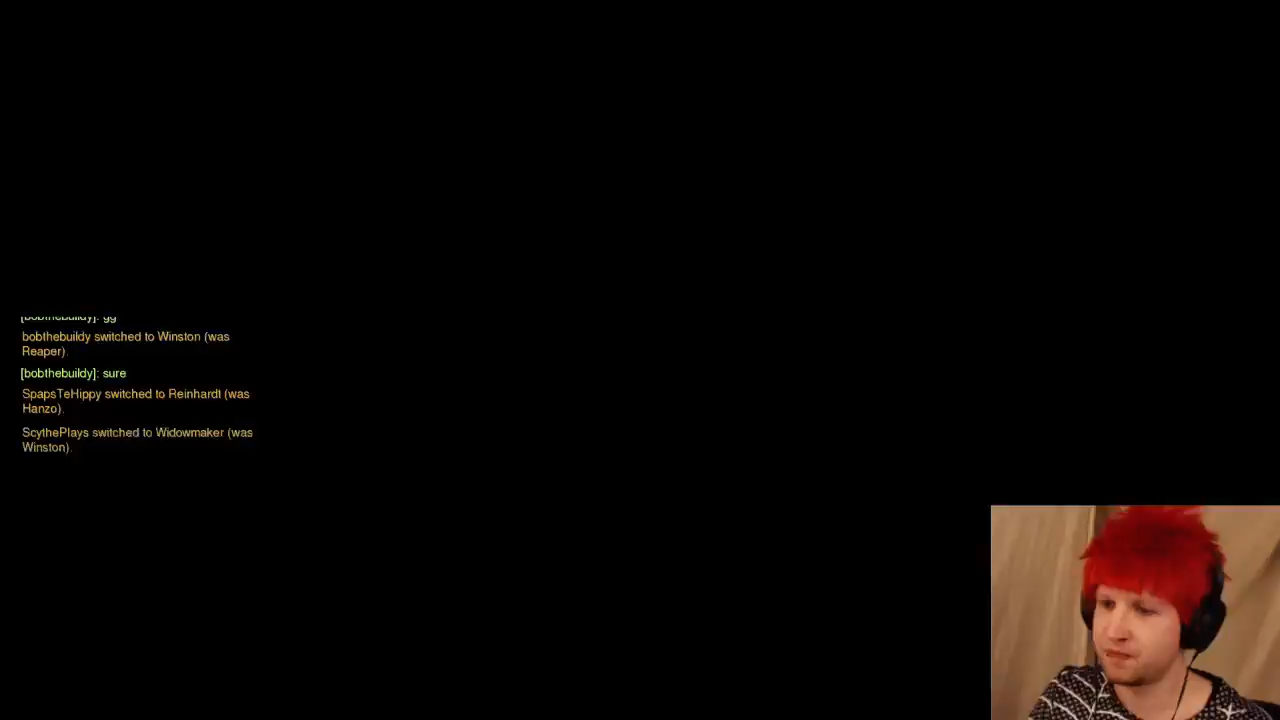 [bobthebuildy]: gg
bobthebuildy switched to Winston (was
Reaper).
[bobthebuildy]: sure
SpapsTeHippy switched to Reinhardt (was
Hanzo).
ScythePlays switched to Widowmaker (was
Winston).